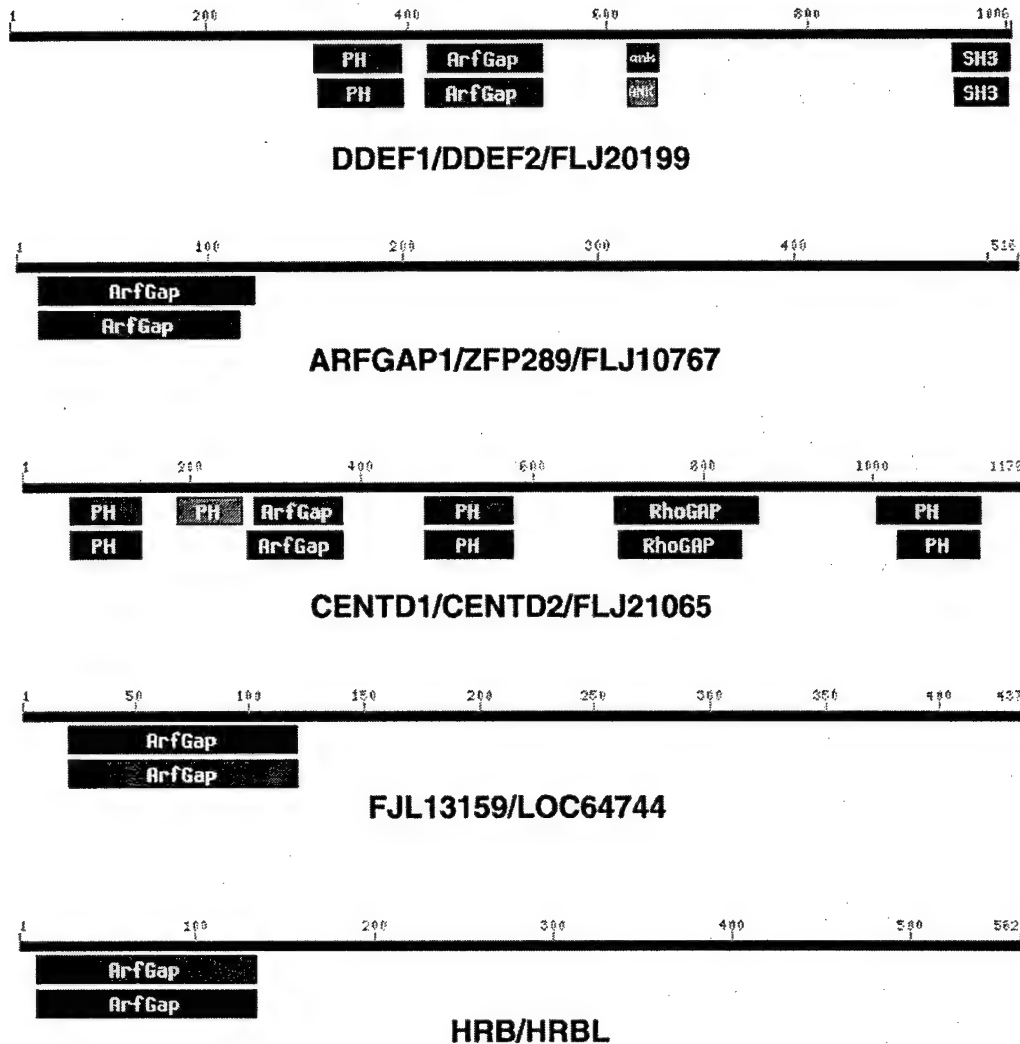 1 200 400 600 800 1006
PH ArfGap ank SH3
PH ArfGap ANK SH3
DDEF1/DDEF2/FLJ20199
1 100 200 300 400 516
ArfGap
ArfGap
ARFGAP1/ZFP289/FLJ10767
1 200 400 600 800 1000
PH PH ArfGap PH RhoGAP PH
PH ArfGap PH RhoGAP PH
CENTD1/CENTD2/FLJ21065
1 50 100 150 200 250 300 350 400 437
ArfGap
ArfGap
FJL13159/LOC64744
1 100 200 300 400 500 562
ArfGap
ArfGap
HRB/HRBL